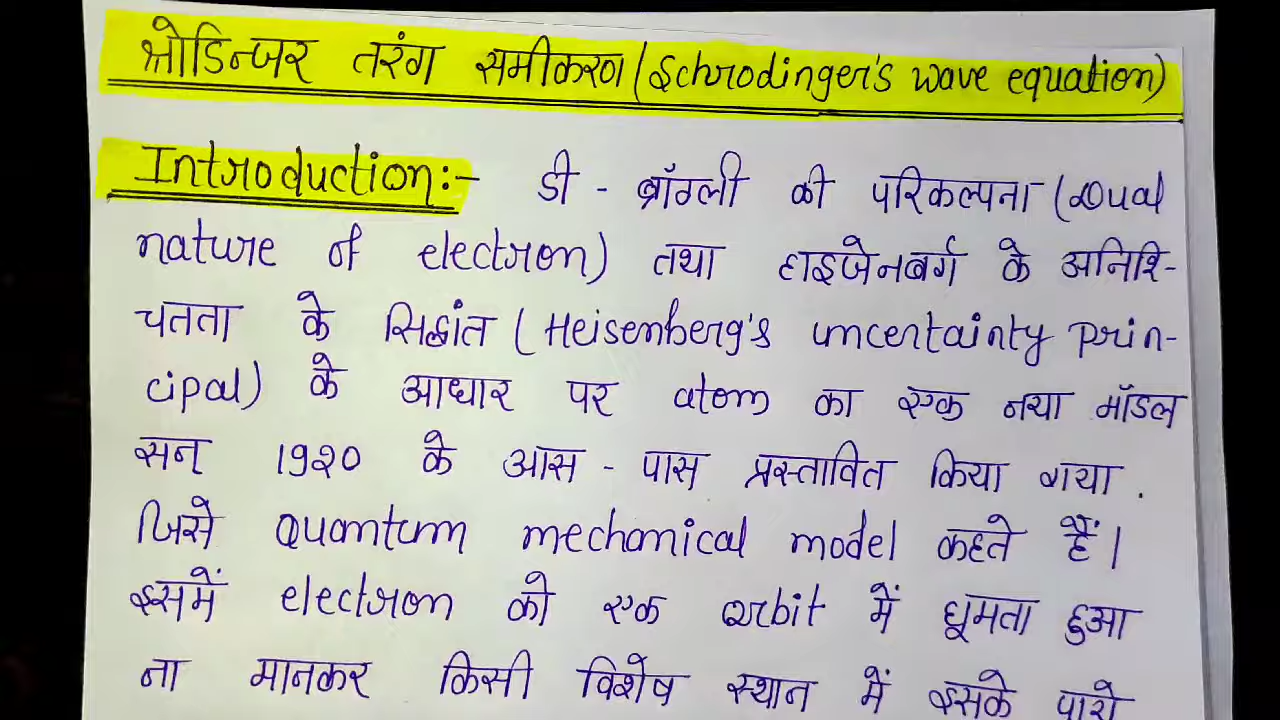 श्रोडिन्जर तरंग समीकरण (Schrodinger's wave equation)
Introduction:- डी - ब्रॉग्ली की परिकल्पना (Dual
nature of electron) तथा हाइजेनबर्ग के अनिश्-
चतता के सिद्धांत (Heisenberg's uncertainty prin-
cipal) के आधार पर atom का एक नया मॉडल
सन् 1920 के आस - पास प्रस्तावित किया गया .
जिसे Quantum mechanical model कहते हैं।
इसमें electron को एक orbit में घूमता हुआ
ना मानकर किसी विशेष स्थान में इसके पाये